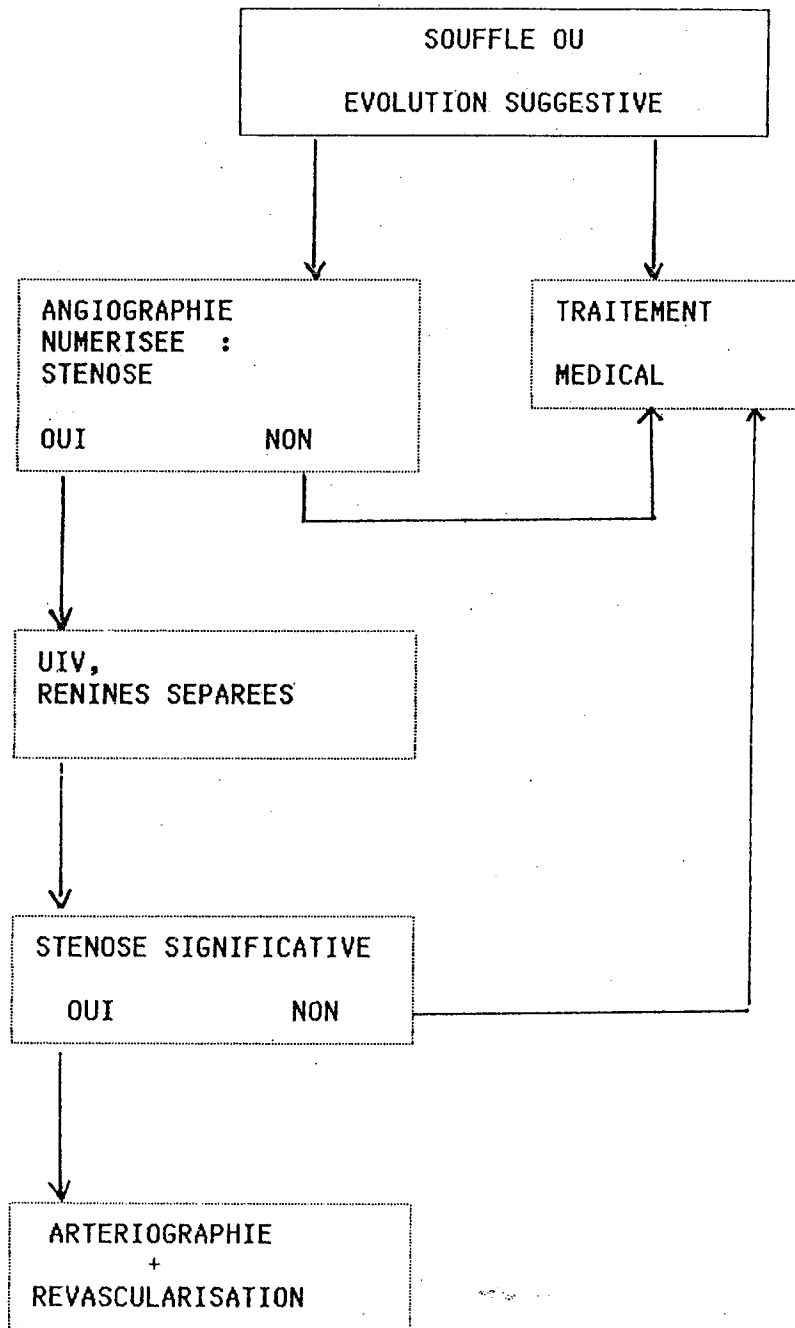 SOUFFLE OU
EVOLUTION SUGGESTIVE
ANGIOGRAPHIE
NUMERISEE :
STENOSE
OUI NON
TRAITEMENT
MEDICAL
UIV,
RENINES SEPAREES
STENOSE SIGNIFICATIVE
OUI NON
ARTERIOGRAPHIE
+
REVASCULARISATION